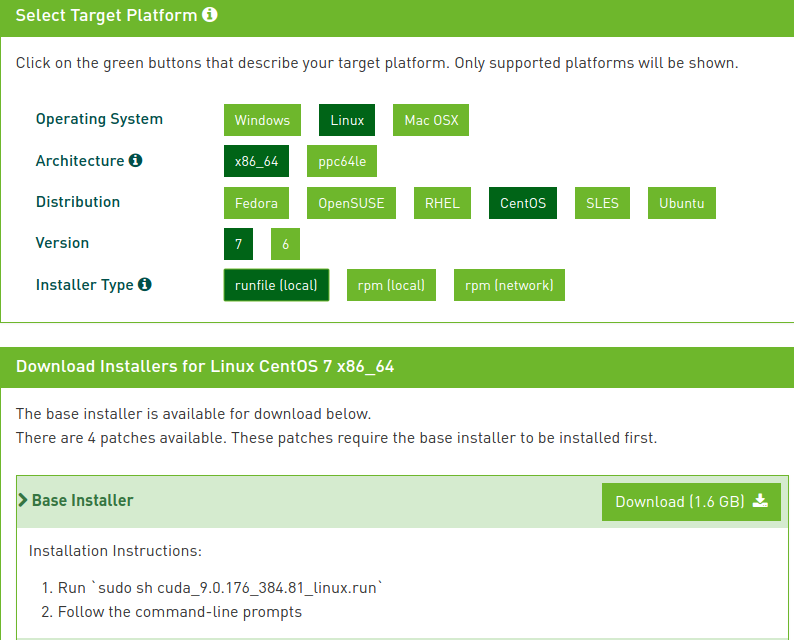 Select Target Platform
Click on the green buttons that describe your target platform. Only supported platforms will be shown.
Operating System Windows Linux Mac OSX
Architecture x86_64 ppc64le
Distribution Fedora OpenSUSE RHEL CentOS SLES Ubuntu
Version 7 6
Installer Type runfile (local) rpm (local) rpm (network)
Download Installers for Linux CentOS 7 x86_64
The base installer is available for download below.
There are 4 patches available. These patches require the base installer to be installed first.
Base Installer Download (1.6 GB)
Installation Instructions:
1. Run `sudo sh cuda_9.0.176_384.81_linux.run`
2. Follow the command-line prompts